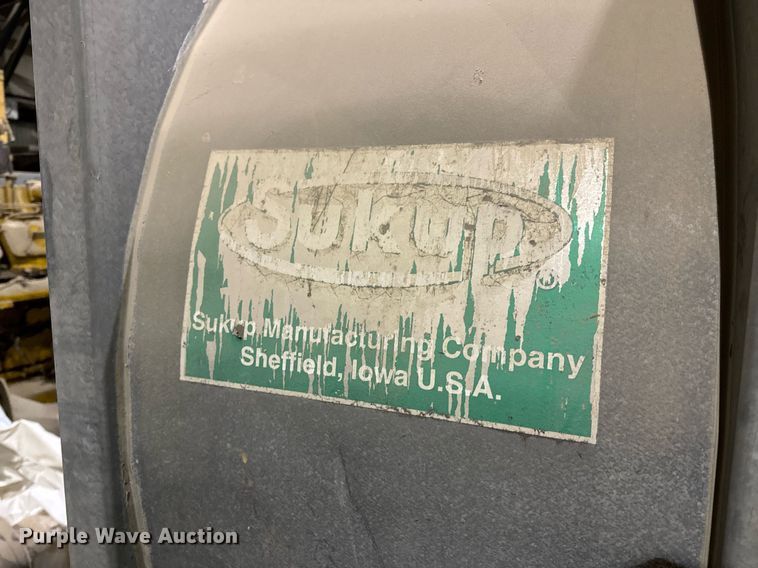 Sukup
®
Sukup Manufacturing Company
Sheffield, Iowa U.S.A.
Purple Wave Auction